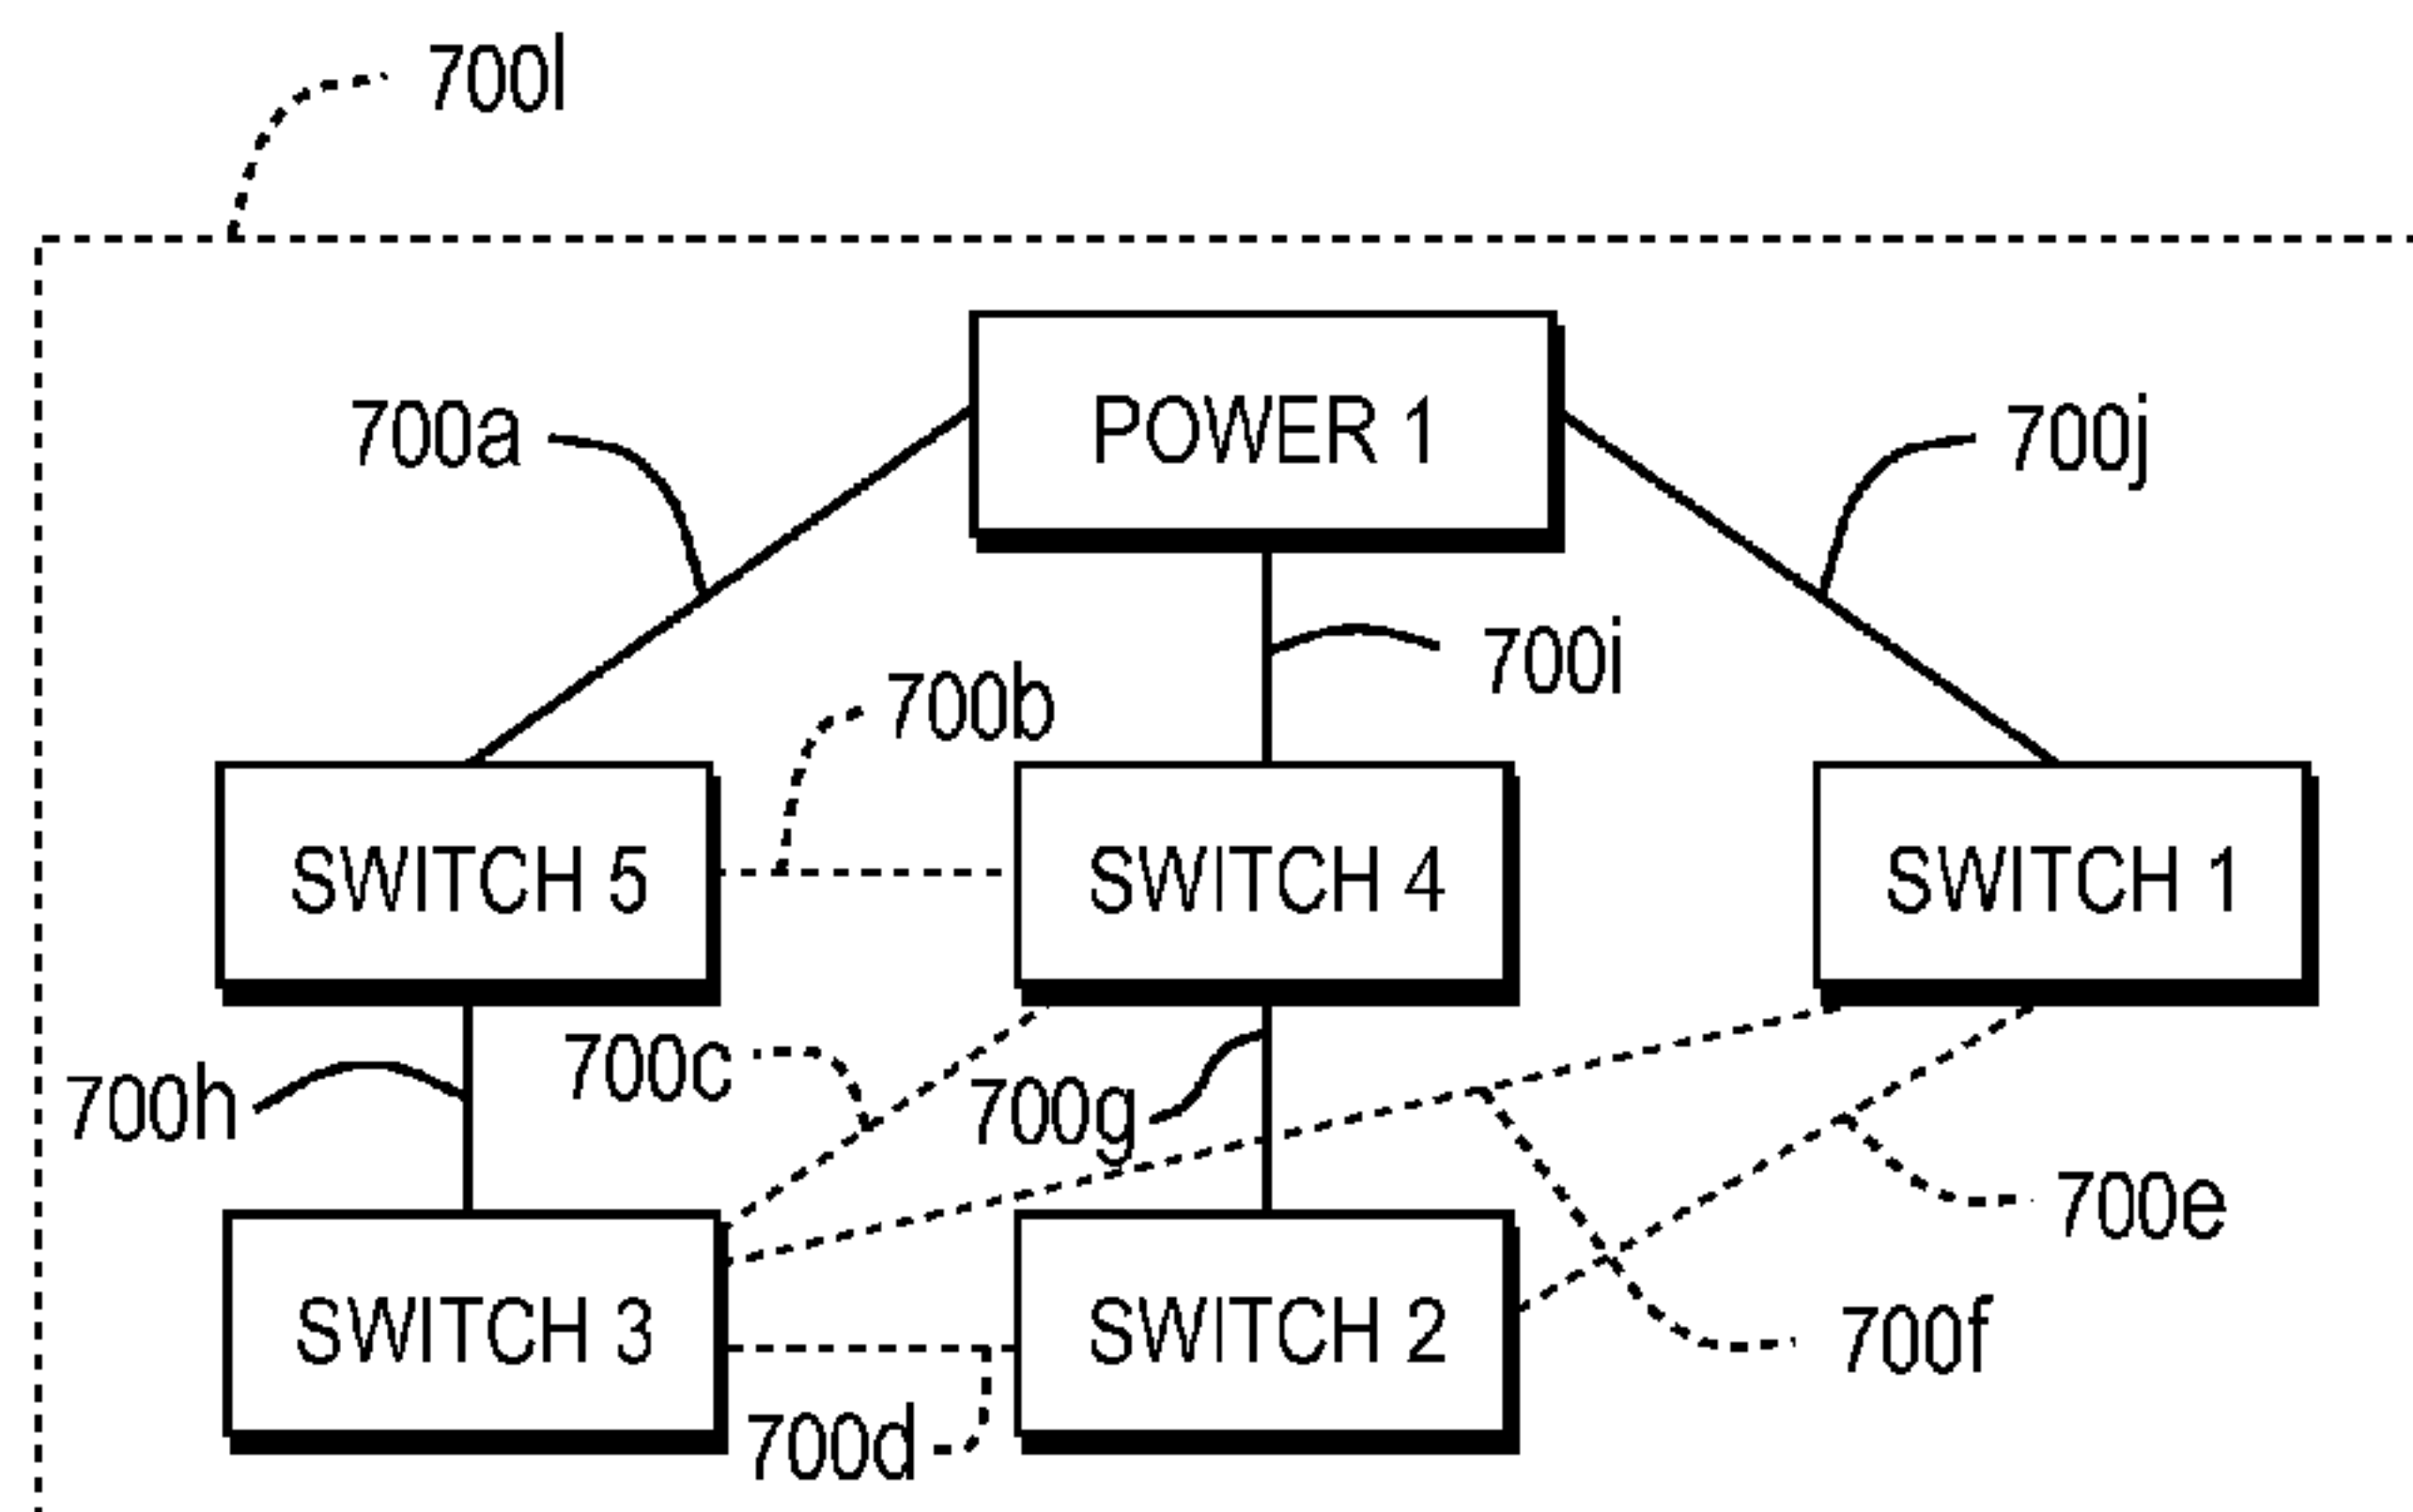 700l
POWER 1
700a
700j
700i
700b
SWITCH 5
SWITCH 4
SWITCH 1
700c
700h
700g
700e
SWITCH 3
SWITCH 2
700f
700d